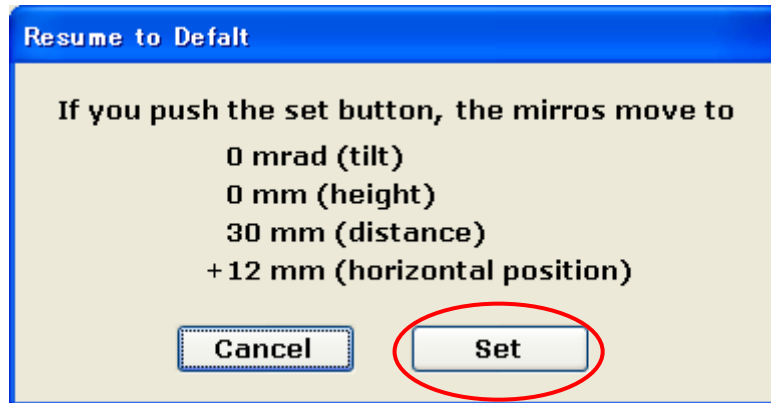 Resume to Defalt
If you push the set button, the mirros move to
0 mrad (tilt)
0 mm (height)
30 mm (distance)
+12 mm (horizontal position)
Cancel Set